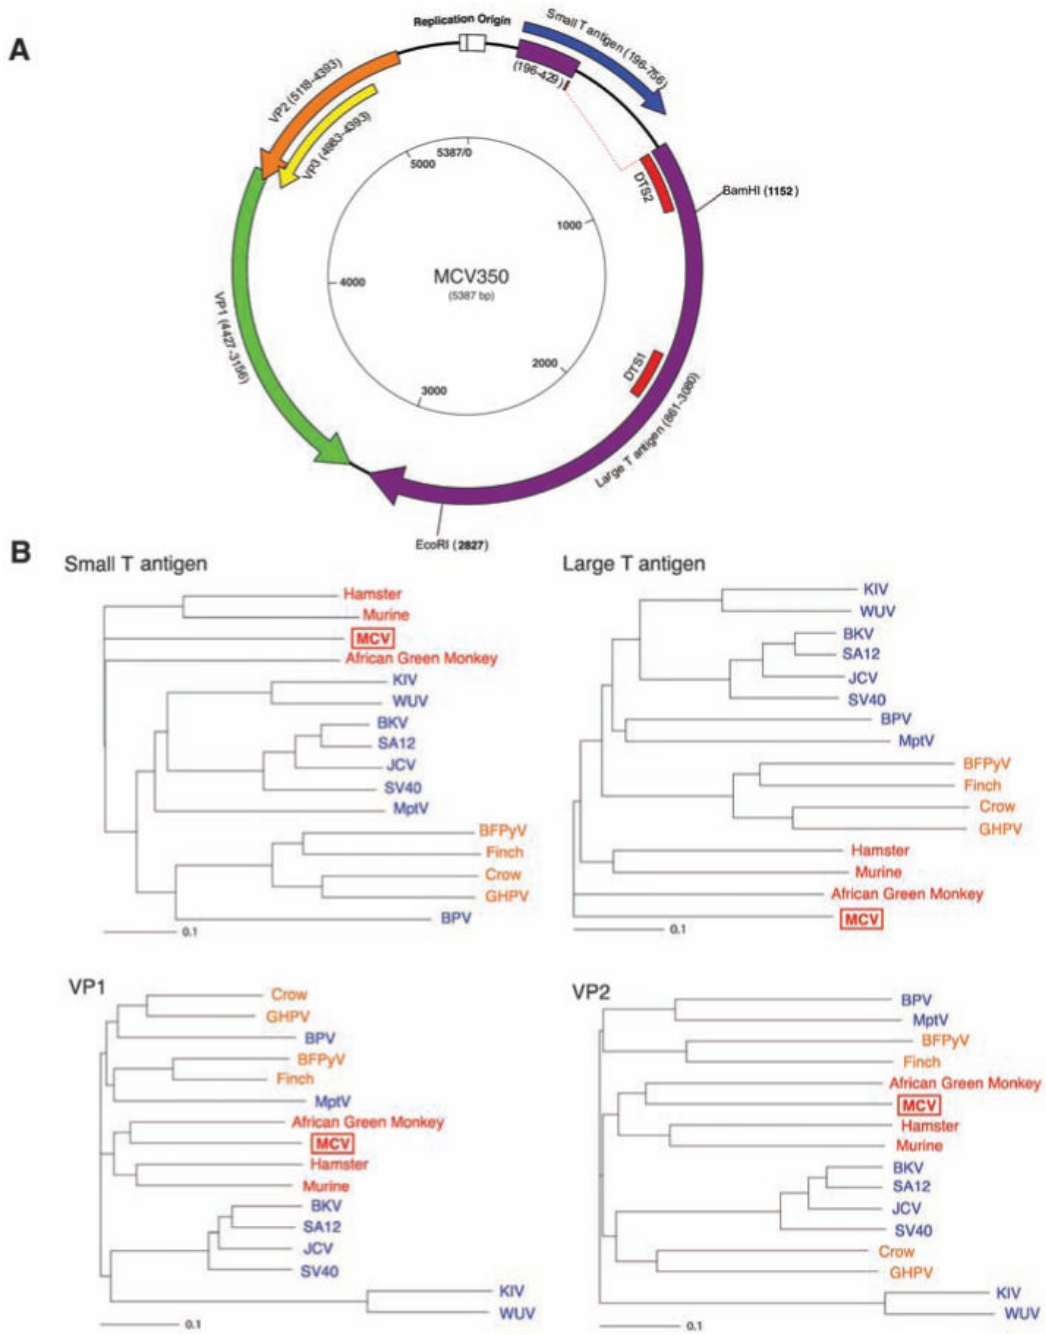 A
Replication Origin
Small T antigen (196-756)
(196-429)
VP2 (5118-4393)
VP3 (4983-4393)
5387/0
5000
DTS2
BamHI (1152)
1000
MCV350
(5387 bp)
4000
VP1 (4427-3156)
2000
DTS1
3000
Large T antigen (861-3080)
EcoRI (2827)
B
Small T antigen
Hamster
Murine
MCV
African Green Monkey
KIV
WUV
BKV
SA12
JCV
SV40
MptV
BFPyV
Finch
Crow
GHPV
BPV
0.1
Large T antigen
KIV
WUV
BKV
SA12
JCV
SV40
BPV
MptV
BFPyV
Finch
Crow
GHPV
Hamster
Murine
African Green Monkey
MCV
0.1
VP1
Crow
GHPV
BPV
BFPyV
Finch
MptV
African Green Monkey
MCV
Hamster
Murine
BKV
SA12
JCV
SV40
KIV
WUV
0.1
VP2
BPV
MptV
BFPyV
Finch
African Green Monkey
MCV
Hamster
Murine
BKV
SA12
JCV
SV40
Crow
GHPV
KIV
WUV
0.1